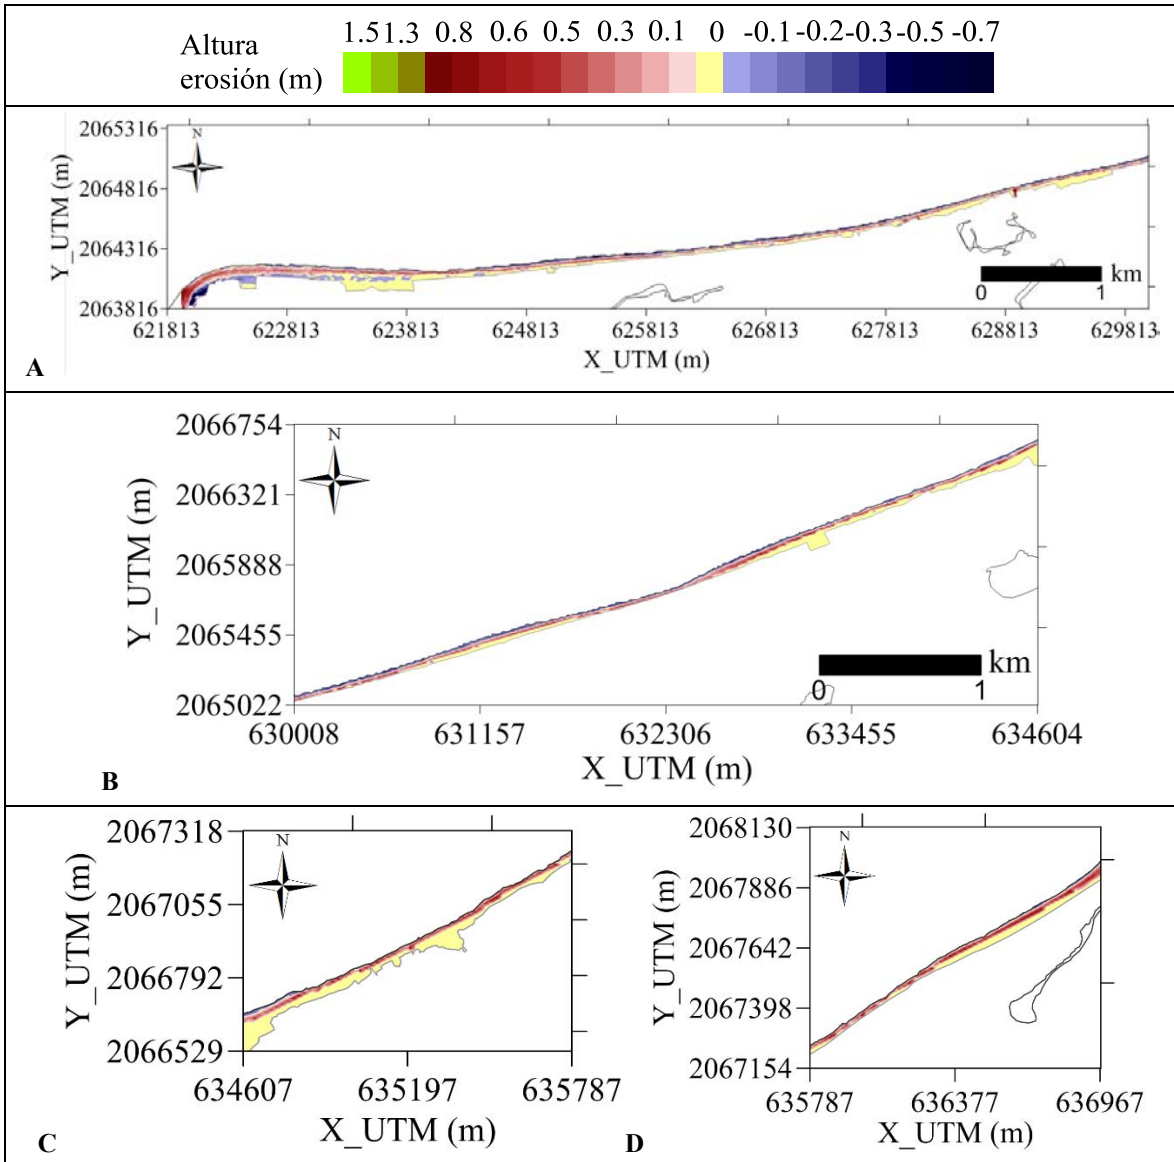 Altura
erosión (m)
1.5 1.3 0.8 0.6 0.5 0.3 0.1 0 -0.1 -0.2 -0.3 -0.5 -0.7
2065316
2064816
2064316
2063816
Y_UTM (m)
N
km
0 1
621813 622813 623813 624813 625813 626813 627813 628813 629813
X_UTM (m)
A
2066754
2066321
2065888
2065455
2065022
Y_UTM (m)
N
km
0 1
630008 631157 632306 633455 634604
X_UTM (m)
B
2067318
2067055
2066792
2066529
Y_UTM (m)
N
634607 635197 635787
X_UTM (m)
C
2068130
2067886
2067642
2067398
2067154
Y_UTM (m)
N
635787 636377 636967
X_UTM (m)
D